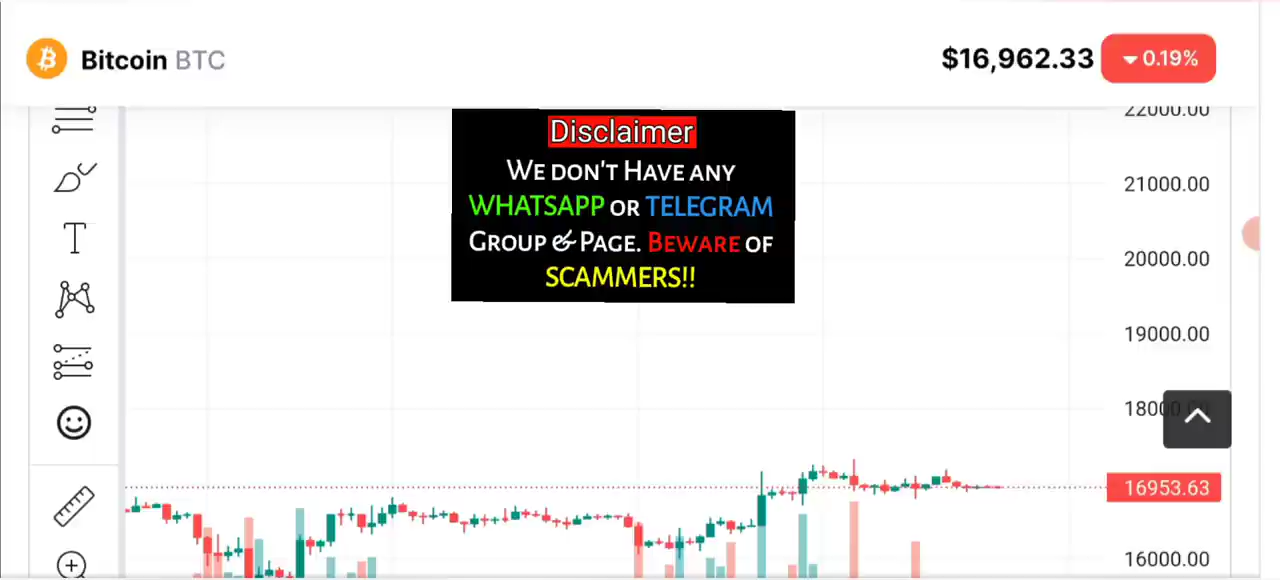 Bitcoin BTC
$16,962.33
0.19%
22000.00
Disclaimer
WE DON'T HAVE ANY
WHATSAPP OR TELEGRAM
GROUP & PAGE. BEWARE OF
SCAMMERS!!
21000.00
20000.00
19000.00
16953.63
16000.00